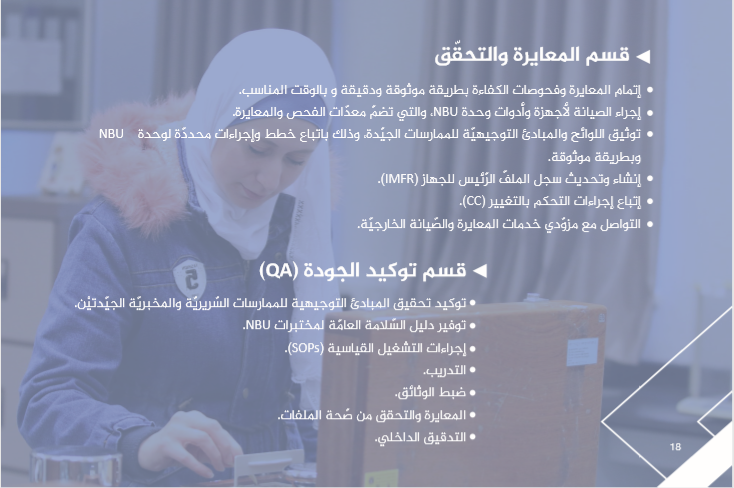 ◀ قسم المعايرة والتحقّق
• إتمام المعايرة وفحوصات الكفاءة بطريقة موثوقة ودقيقة و بالوقت المناسب.
• إجراء الصيانة لأجهزة وأدوات وحدة NBU، والتي تضمّ معدّات الفحص والمعايرة.
• توثيق اللوائح والمبادئ التوجيهيّة للممارسات الجيّدة، وذلك باتباع خطط وإجراءات محددّة لوحدة NBU
وبطريقة موثوقة.
• إنشاء وتحديث سجل الملفّ الرّئيس للجهاز (IMFR).
• إتباع إجراءات التحكم بالتغيير (CC).
• التواصل مع مزوّدي خدمات المعايرة والصّيانة الخارجيّة.
◀ قسم توكيد الجودة (QA)
• توكيد تحقيق المبادئ التوجيهية للممارسات السّريريّة والمخبريّة الجيّدتيْن.
• توفير دليل السّلامة العامّة لمختبرات NBU.
• إجراءات التشغيل القياسية (SOPs).
• التدريب.
• ضبط الوثائق.
• المعايرة والتحقق من صّحة الملفات.
• التدقيق الداخلي.
18